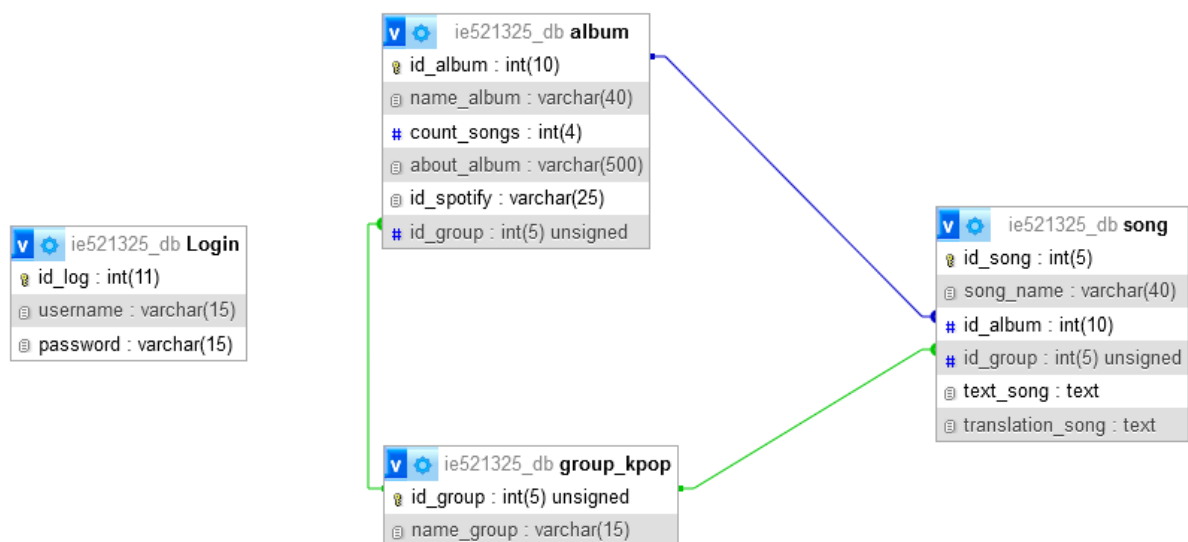 ie521325_db album
id_album : int(10)
name_album : varchar(40)
# count_songs : int(4)
about_album : varchar(500)
id_spotify : varchar(25)
# id_group : int(5) unsigned
ie521325_db Login
id_log : int(11)
username : varchar(15)
password : varchar(15)
ie521325_db song
id_song : int(5)
song_name : varchar(40)
# id_album : int(10)
# id_group : int(5) unsigned
text_song : text
translation_song : text
ie521325_db group_kpop
id_group : int(5) unsigned
name_group : varchar(15)